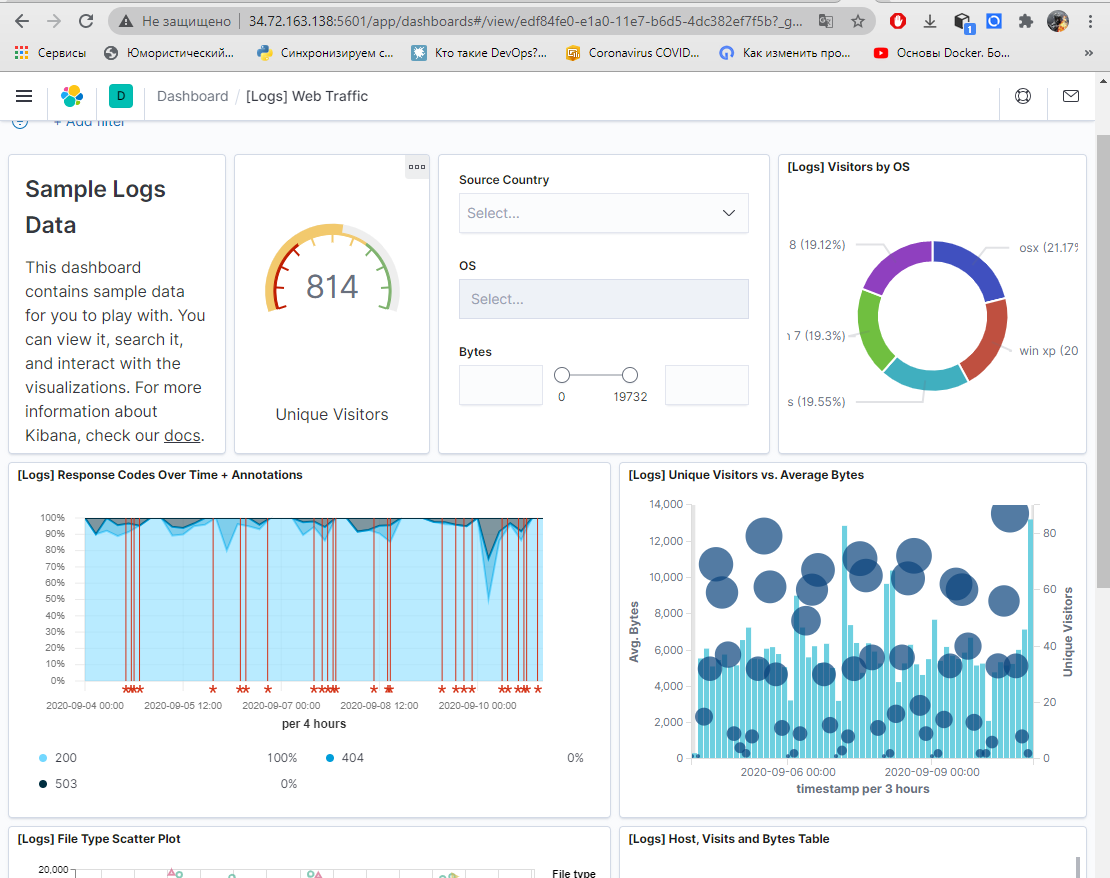 Не защищено
34.72.163.138:5601/app/dashboards#/view/edf84fe0-e1a0-11e7-b6d5-4dc382ef7f5b?_g...
1
Сервисы
Юмористический...
Синхронизируем с...
Кто такие DevOps?...
Coronavirus COVID...
Как изменить про...
Основы Docker. Бо...
»
D
Dashboard / [Logs] Web Traffic
+ Add filter
Sample Logs
Data
This dashboard
contains sample data
for you to play with. You
can view it, search it,
and interact with the
visualizations. For more
information about
Kibana, check our docs.
814
Unique Visitors
Source Country
Select...
OS
Select...
Bytes
0
19732
[Logs] Visitors by OS
8 (19.12%)
osx (21.17%
7 (19.3%)
win xp (20
s (19.55%)
[Logs] Response Codes Over Time + Annotations
100%
90%
80%
70%
60%
50%
40%
30%
20%
10%
0%
2020-09-04 00:00
2020-09-05 12:00
2020-09-07 00:00
2020-09-08 12:00
2020-09-10 00:00
per 4 hours
200 100%
404 0%
503 0%
[Logs] Unique Visitors vs. Average Bytes
14,000
12,000
10,000
8,000
6,000
4,000
2,000
0
Avg. Bytes
80
60
40
20
0
Unique Visitors
2020-09-06 00:00
2020-09-09 00:00
timestamp per 3 hours
[Logs] File Type Scatter Plot
20,000
File type
[Logs] Host, Visits and Bytes Table